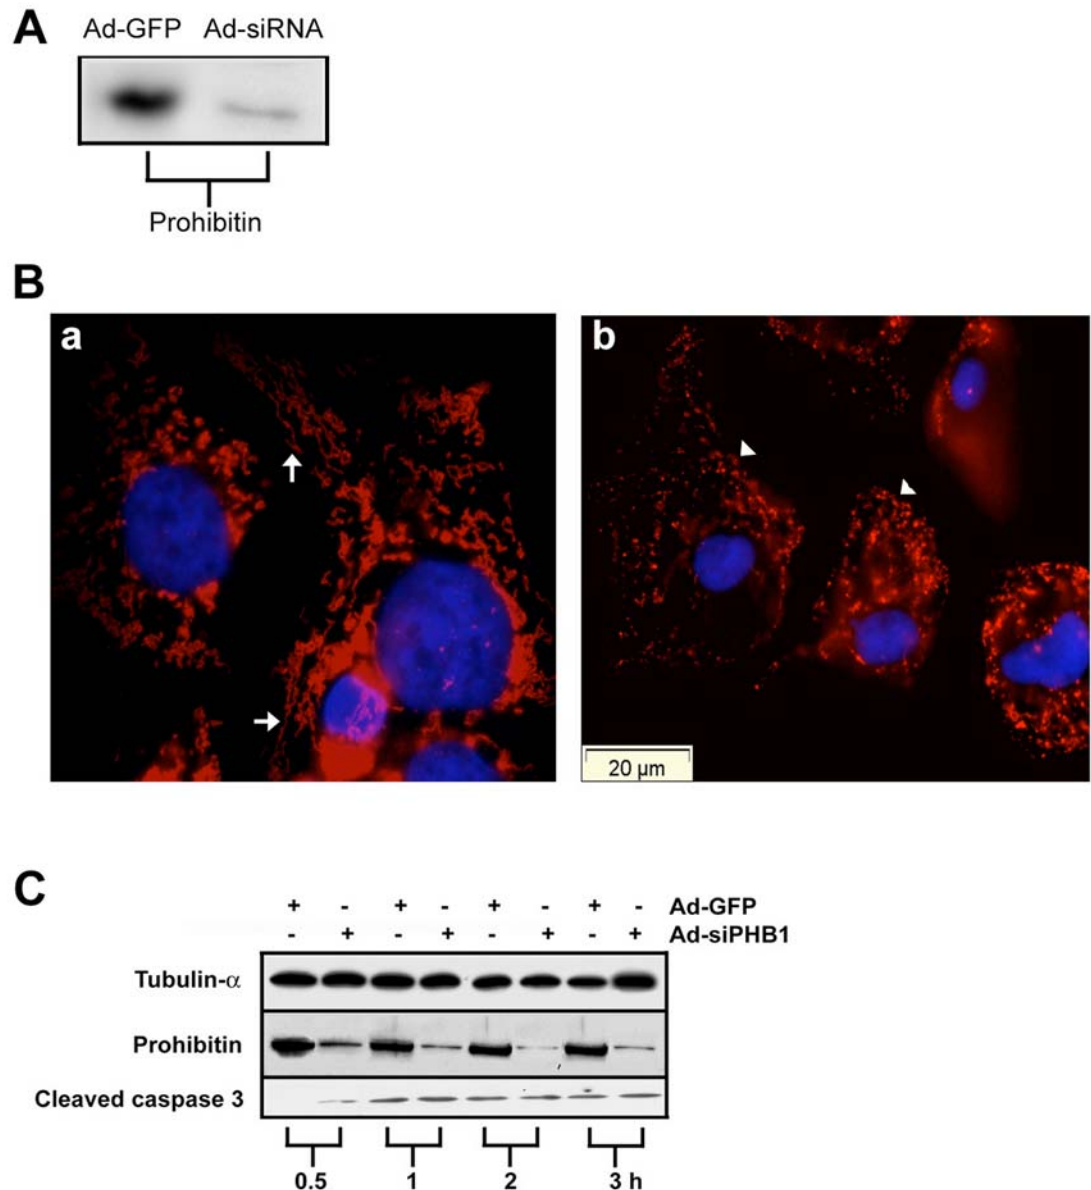 A
Ad-GFP Ad-siRNA
Prohibitin
B
a
b
20 µm
C
+ - + - + - + - Ad-GFP
- + - + - + - + Ad-siPHB1
Tubulin-α
Prohibitin
Cleaved caspase 3
0.5 1 2 3 h